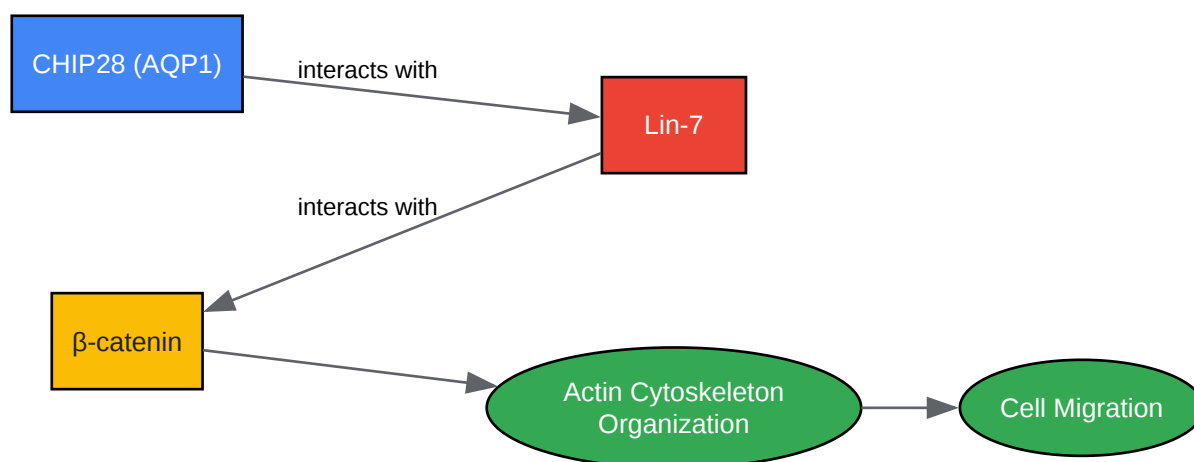 CHIP28 (AQP1)
interacts with
Lin-7
interacts with
β-catenin
Actin Cytoskeleton
Organization
Cell Migration